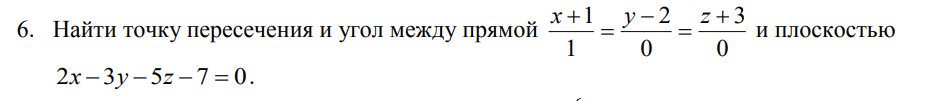 6. Найти точку пересечения и угол между прямой (x+1)/1 = (y−2)/0 = (z+3)/0 и плоскостью
2x−3y−5z−7=0.